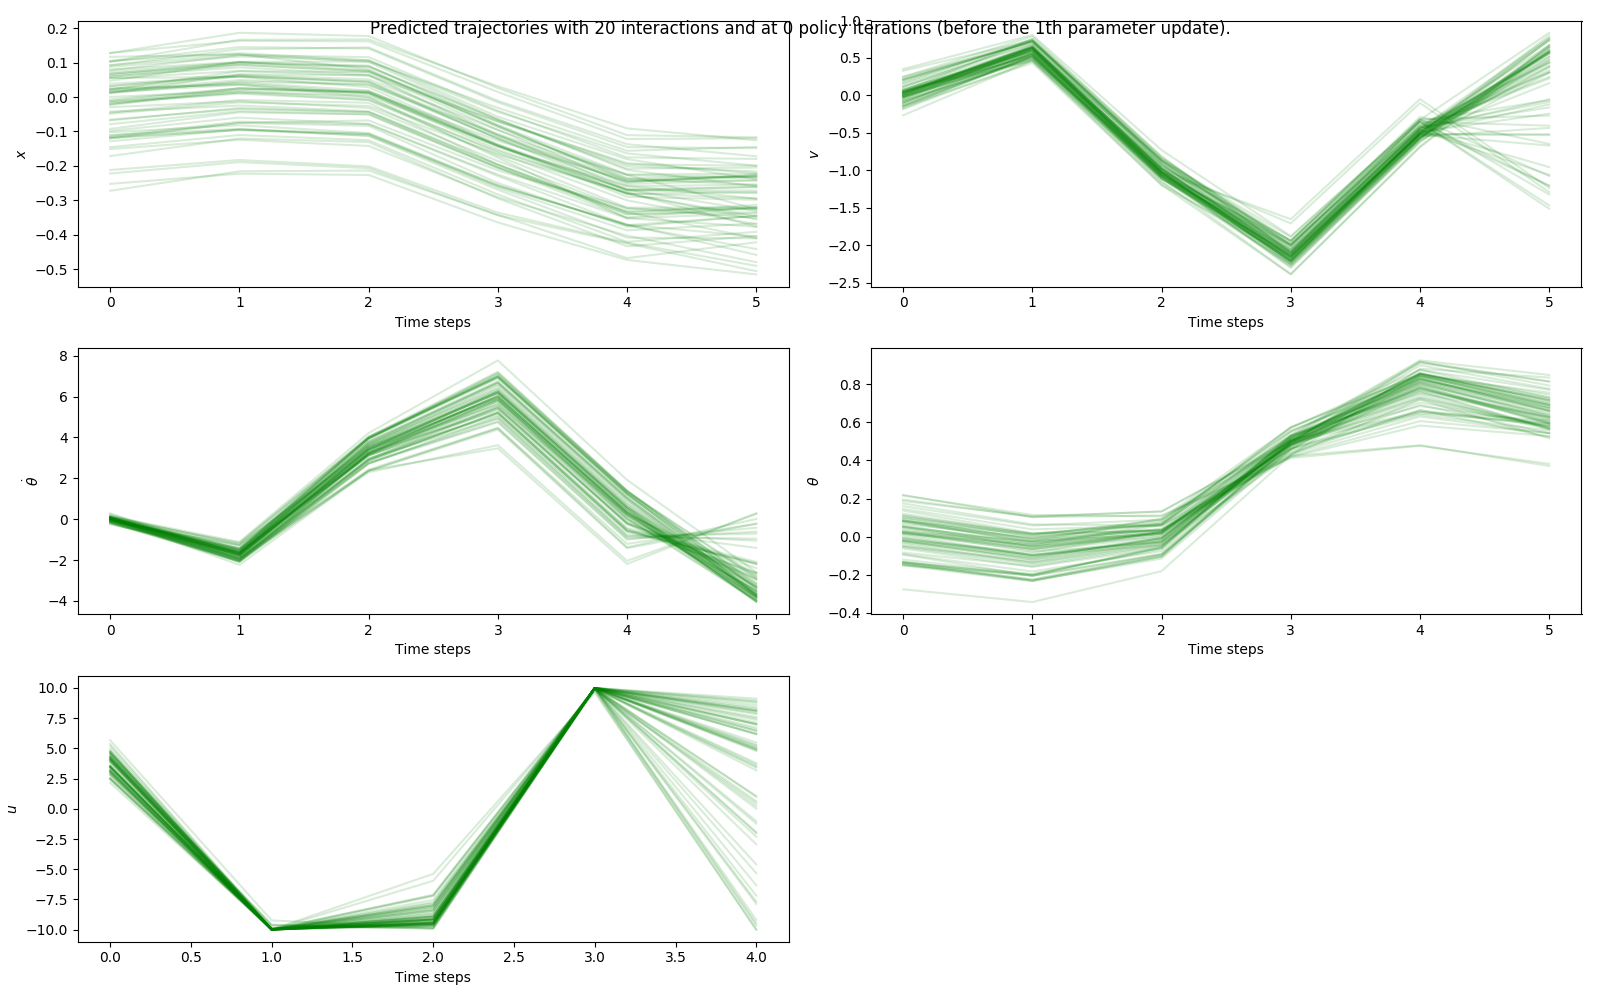 Predicted trajectories with 20 interactions and at 0 policy iterations (before the 1th parameter update).
0.2
0.1
0.0
−0.1
−0.2
−0.3
−0.4
−0.5
x
0 1 2 3 4 5
Time steps
1.0
0.5
0.0
−0.5
−1.0
−1.5
−2.0
−2.5
v
0 1 2 3 4 5
Time steps
8
6
4
2
0
−2
−4
θ̇
0 1 2 3 4 5
Time steps
0.8
0.6
0.4
0.2
0.0
−0.2
−0.4
θ
0 1 2 3 4 5
Time steps
10.0
7.5
5.0
2.5
0.0
−2.5
−5.0
−7.5
−10.0
u
0.0 0.5 1.0 1.5 2.0 2.5 3.0 3.5 4.0
Time steps